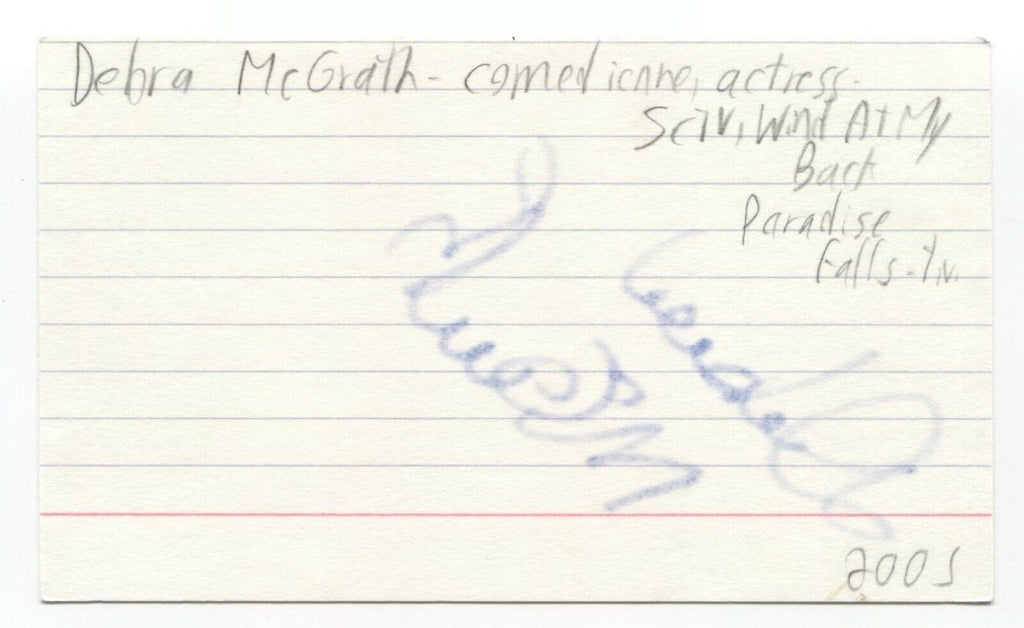 Debra McGrath - comedienne, actress.
SCTV, Wind At My
Back
Paradise
Falls - T.V.
2005